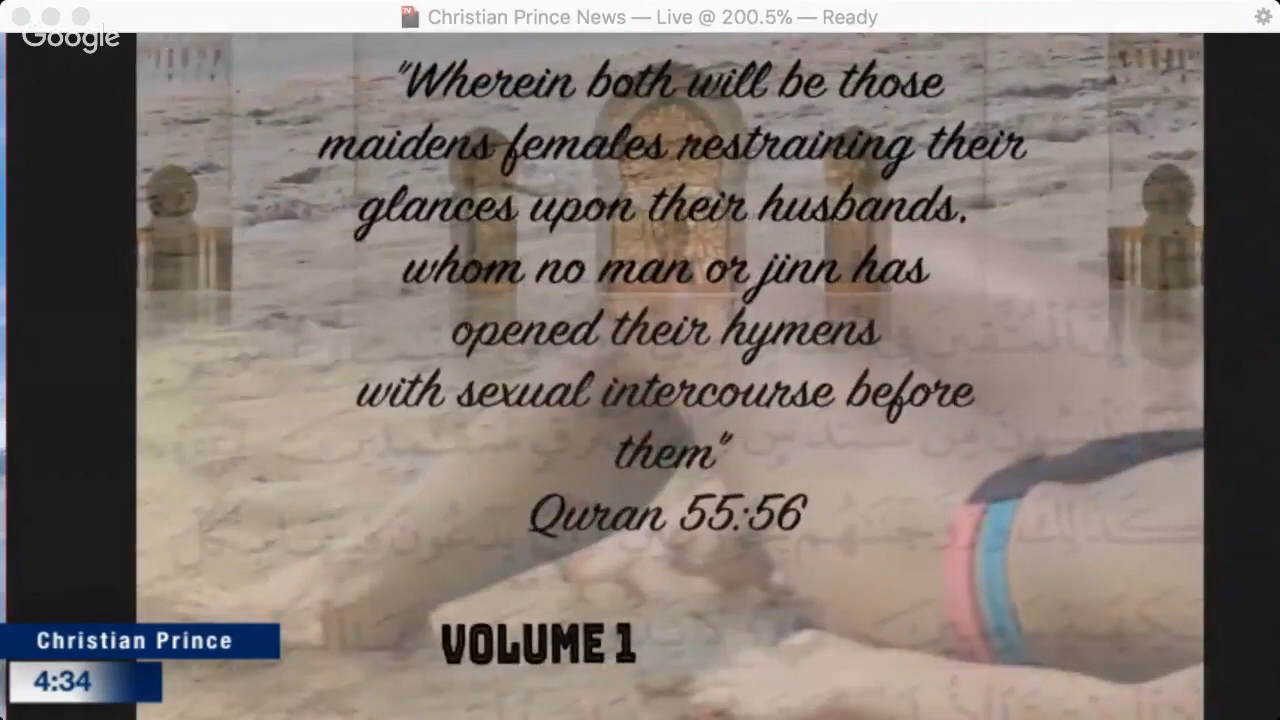 Christian Prince News — Live @ 200.5% — Ready
Google
"Wherein both will be those
maidens females restraining their
glances upon their husbands,
whom no man or jinn has
opened their hymens
with sexual intercourse before
them"
Quran 55:56
VOLUME 1
Christian Prince
4:34